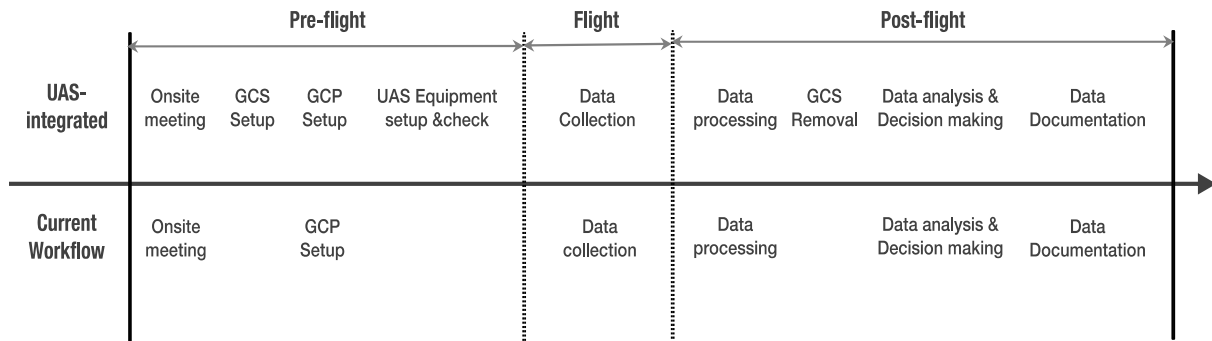 Pre-flight
Flight
Post-flight
UAS-
integrated
Onsite
meeting
GCS
Setup
GCP
Setup
UAS Equipment
setup &check
Data
Collection
Data
processing
GCS
Removal
Data analysis &
Decision making
Data
Documentation
Current
Workflow
Onsite
meeting
GCP
Setup
Data
collection
Data
processing
Data analysis &
Decision making
Data
Documentation